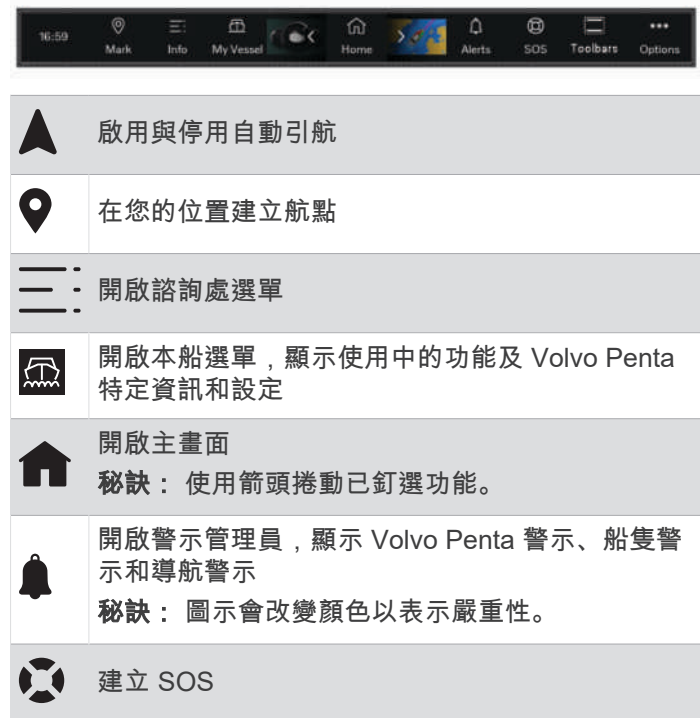 16:59 Mark Info My Vessel Home Alerts SOS Toolbars Options
啟用與停用自動引航
在您的位置建立航點
開啟諮詢處選單
開啟本船選單，顯示使用中的功能及 Volvo Penta
特定資訊和設定
開啟主畫面
秘訣： 使用箭頭捲動已釘選功能。
開啟警示管理員，顯示 Volvo Penta 警示、船隻警
示和導航警示
秘訣： 圖示會改變顏色以表示嚴重性。
建立 SOS